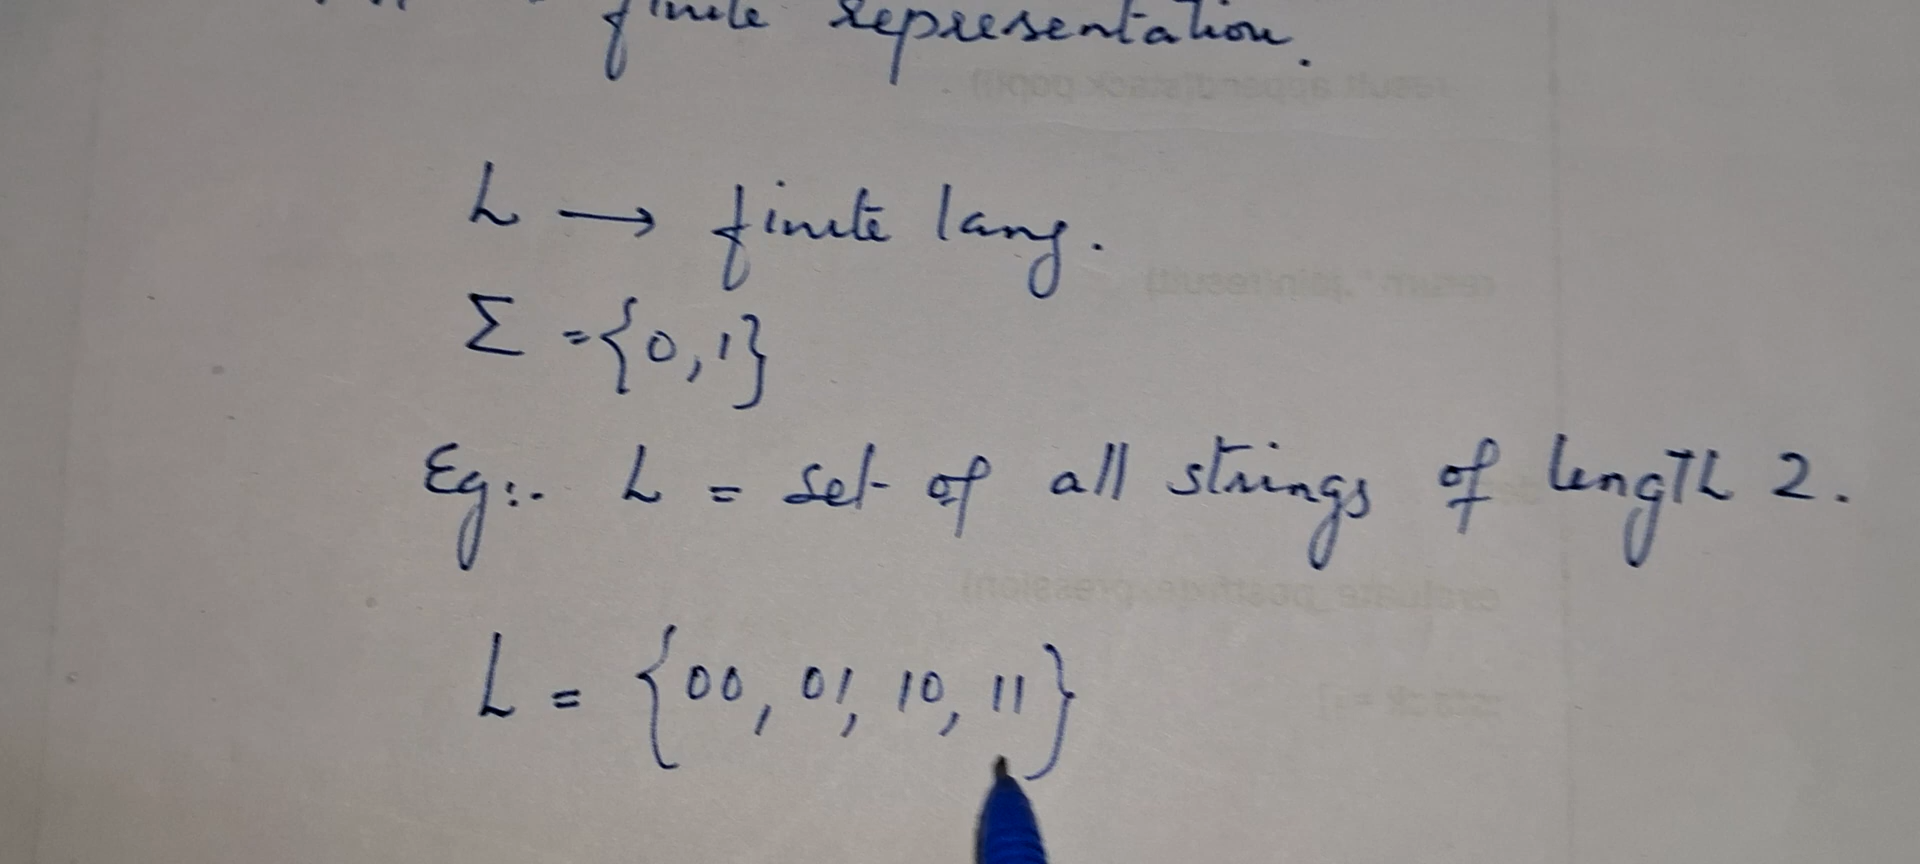 finite representation.
L → finite lang.
Σ = {0,1}
Eg:- L = set of all strings of length 2.
L = {00, 01, 10, 11}